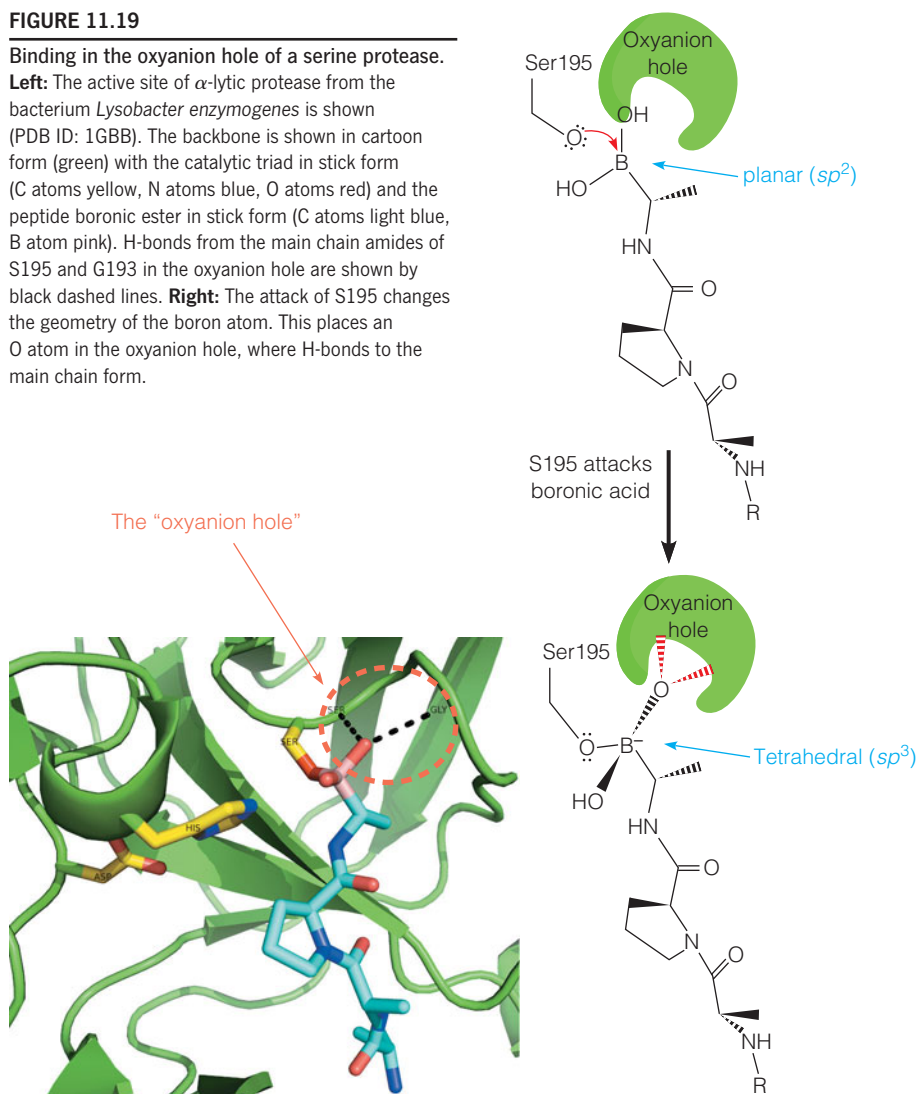 FIGURE 11.19
Binding in the oxyanion hole of a serine protease.
Left: The active site of α-lytic protease from the
bacterium Lysobacter enzymogenes is shown
(PDB ID: 1GBB). The backbone is shown in cartoon
form (green) with the catalytic triad in stick form
(C atoms yellow, N atoms blue, O atoms red) and the
peptide boronic ester in stick form (C atoms light blue,
B atom pink). H-bonds from the main chain amides of
S195 and G193 in the oxyanion hole are shown by
black dashed lines. Right: The attack of S195 changes
the geometry of the boron atom. This places an
O atom in the oxyanion hole, where H-bonds to the
main chain form.
The "oxyanion hole"
SER
GLY
SER
HIS
ASP
Oxyanion
hole
Ser195
OH
O
B
planar (sp²)
HO
HN
O
N
O
NH
R
S195 attacks
boronic acid
Oxyanion
hole
Ser195
O
O
B−
Tetrahedral (sp³)
HO
HN
O
N
O
NH
R